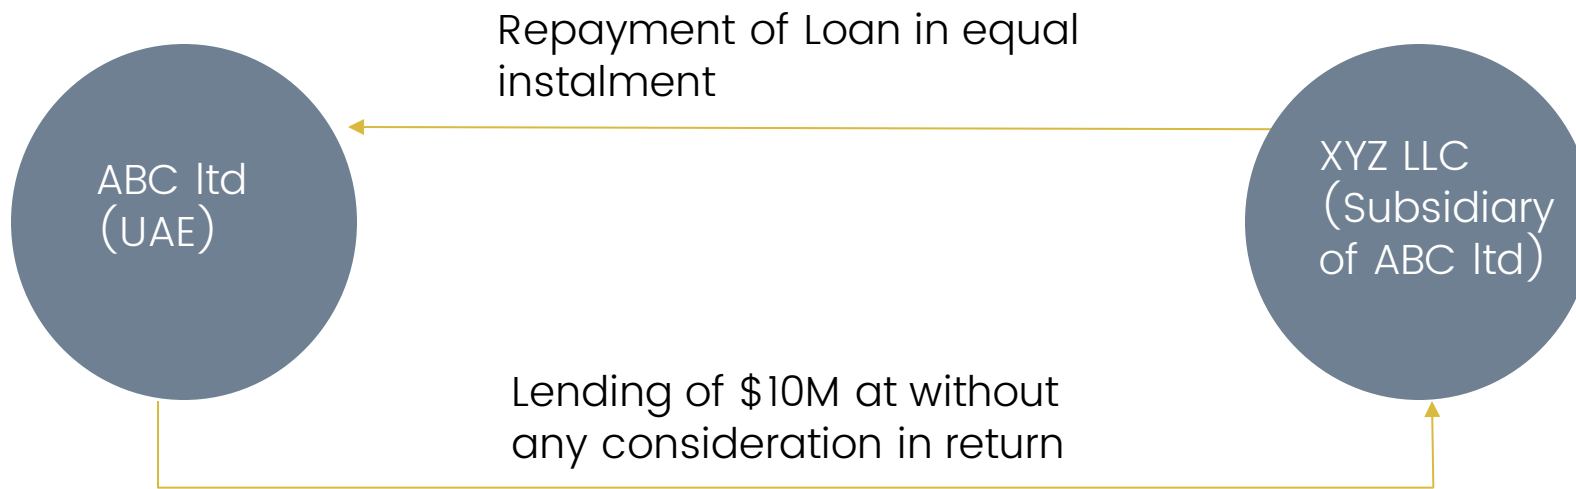 Repayment of Loan in equal
instalment
ABC ltd
(UAE)
XYZ LLC
(Subsidiary
of ABC ltd)
Lending of $10M at without
any consideration in return